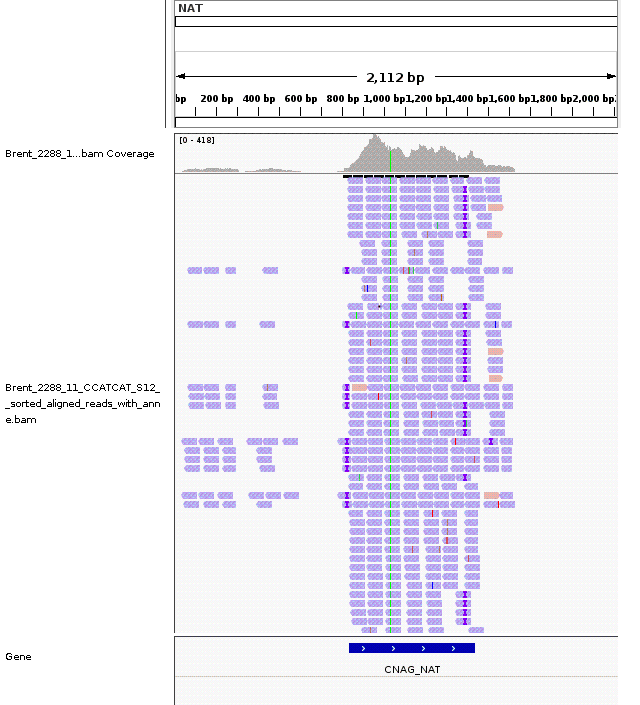 NAT
2,112 bp
bp 200 bp 400 bp 600 bp 800 bp 1,000 bp 1,200 bp 1,400 bp 1,600 bp 1,800 bp 2,000 bp
[0 - 418]
Brent_2288_1...bam Coverage
Brent_2288_11_CCATCAT_S12_
_sorted_aligned_reads_with_ann
e.bam
Gene
CNAG_NAT